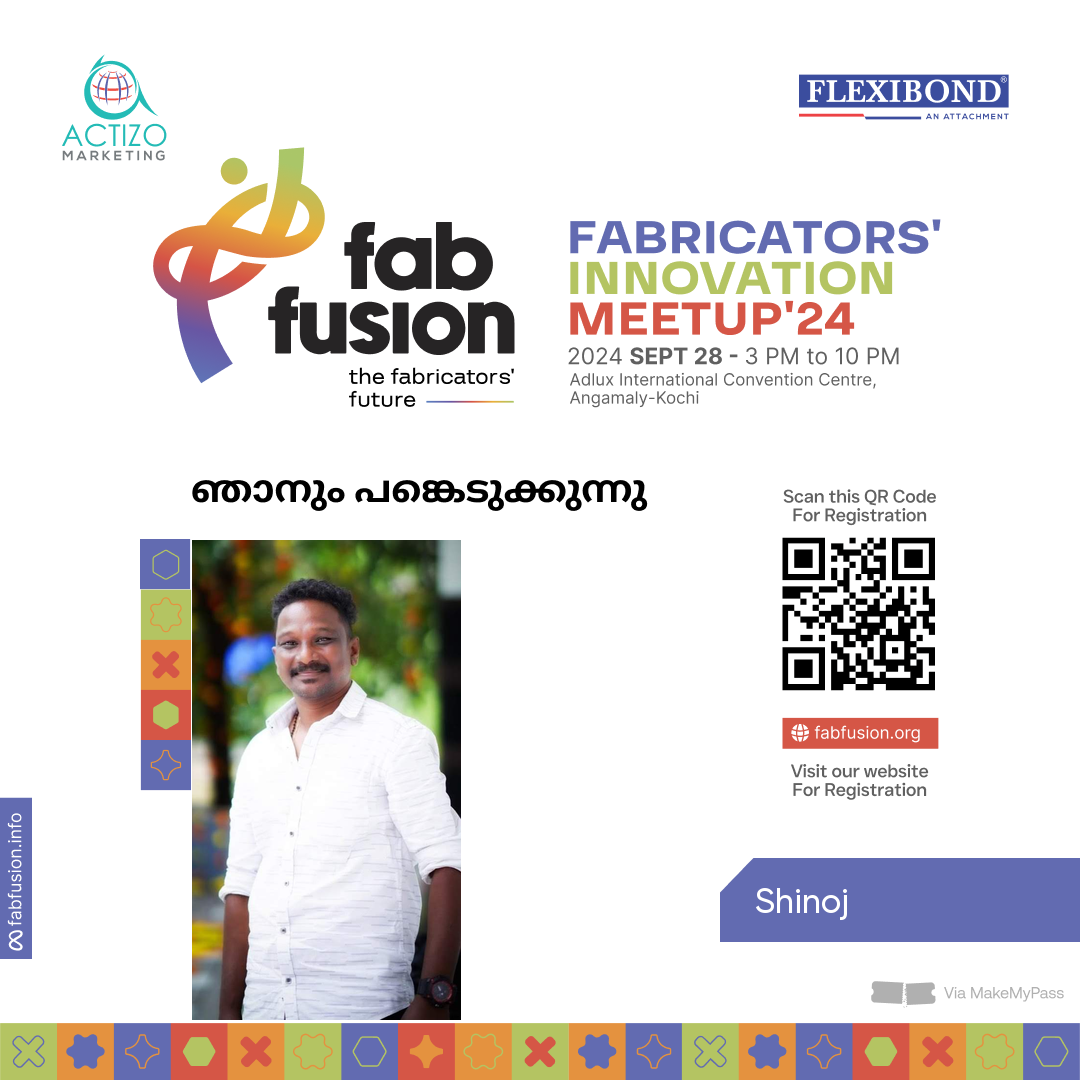 ACTIZO
MARKETING
FLEXIBOND®
AN ATTACHMENT
fab
fusion
the fabricators'
future
FABRICATORS'
INNOVATION
MEETUP'24
2024 SEPT 28 - 3 PM to 10 PM
Adlux International Convention Centre,
Angamaly-Kochi
ഞാനും പങ്കെടുക്കുന്നു
Scan this QR Code
For Registration
fabfusion.org
Visit our website
For Registration
fabfusion.info
Shinoj
Via MakeMyPass